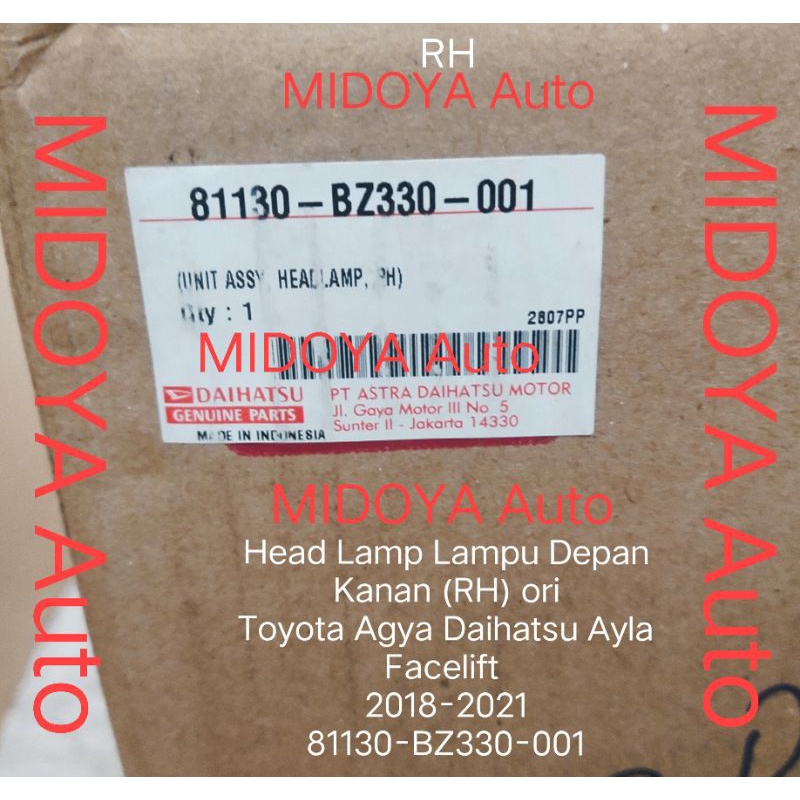 RH
MIDOYA Auto
MIDOYA Auto
MIDOYA Auto
81130-BZ330-001
(UNIT ASSY, HEADLAMP, RH)
Qty : 1
2807PP
MIDOYA Auto
DAIHATSU
GENUINE PARTS
MADE IN INDONESIA
PT ASTRA DAIHATSU MOTOR
Jl. Gaya Motor III No 5
Sunter II - Jakarta 14330
MIDOYA Auto
Head Lamp Lampu Depan
Kanan (RH) ori
Toyota Agya Daihatsu Ayla
Facelift
2018-2021
81130-BZ330-001